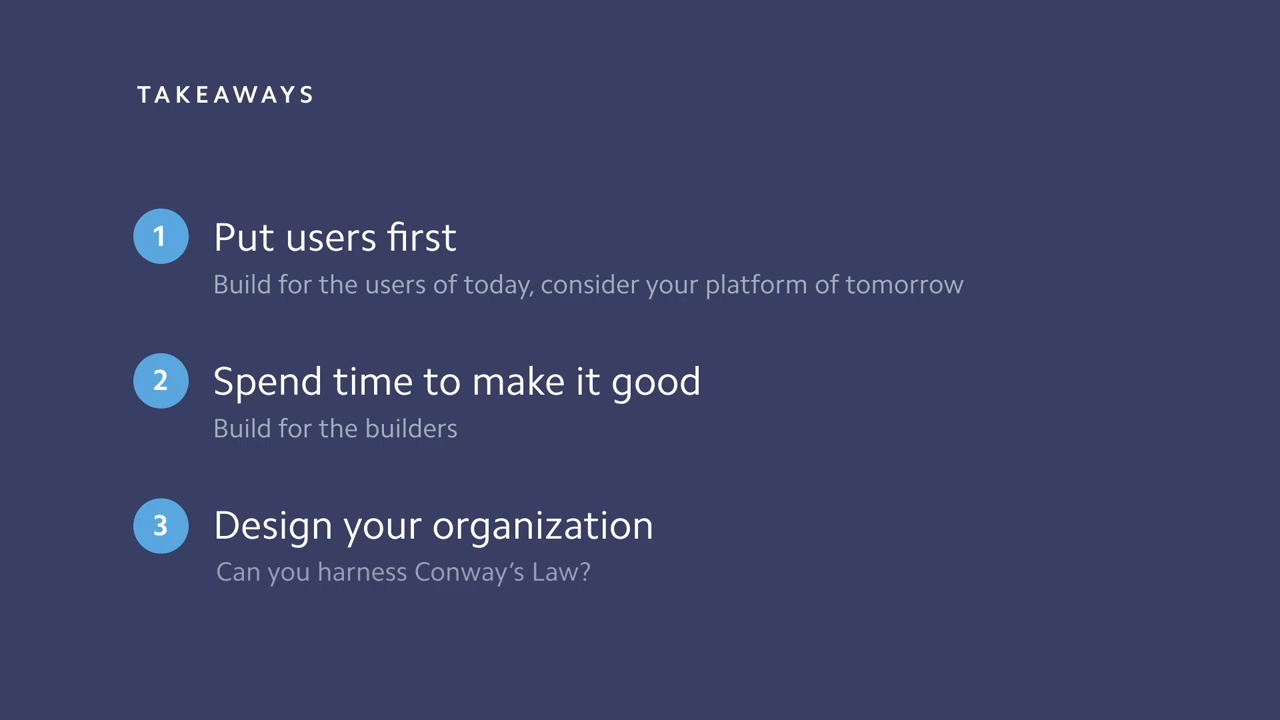 TAKEAWAYS
1 Put users first
Build for the users of today, consider your platform of tomorrow
2 Spend time to make it good
Build for the builders
3 Design your organization
Can you harness Conway’s Law?